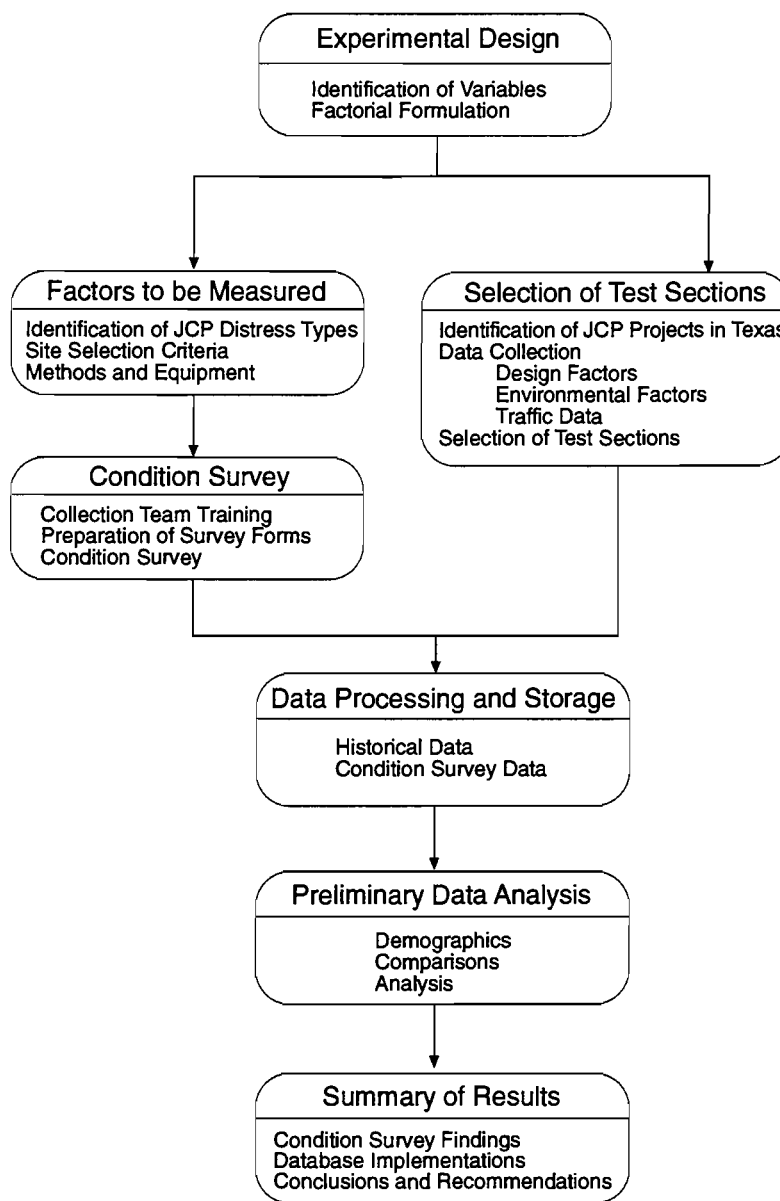 Experimental Design
Identification of Variables
Factorial Formulation
Factors to be Measured
Identification of JCP Distress Types
Site Selection Criteria
Methods and Equipment
Selection of Test Sections
Identification of JCP Projects in Texas
Data Collection
Design Factors
Environmental Factors
Traffic Data
Selection of Test Sections
Condition Survey
Collection Team Training
Preparation of Survey Forms
Condition Survey
Data Processing and Storage
Historical Data
Condition Survey Data
Preliminary Data Analysis
Demographics
Comparisons
Analysis
Summary of Results
Condition Survey Findings
Database Implementations
Conclusions and Recommendations